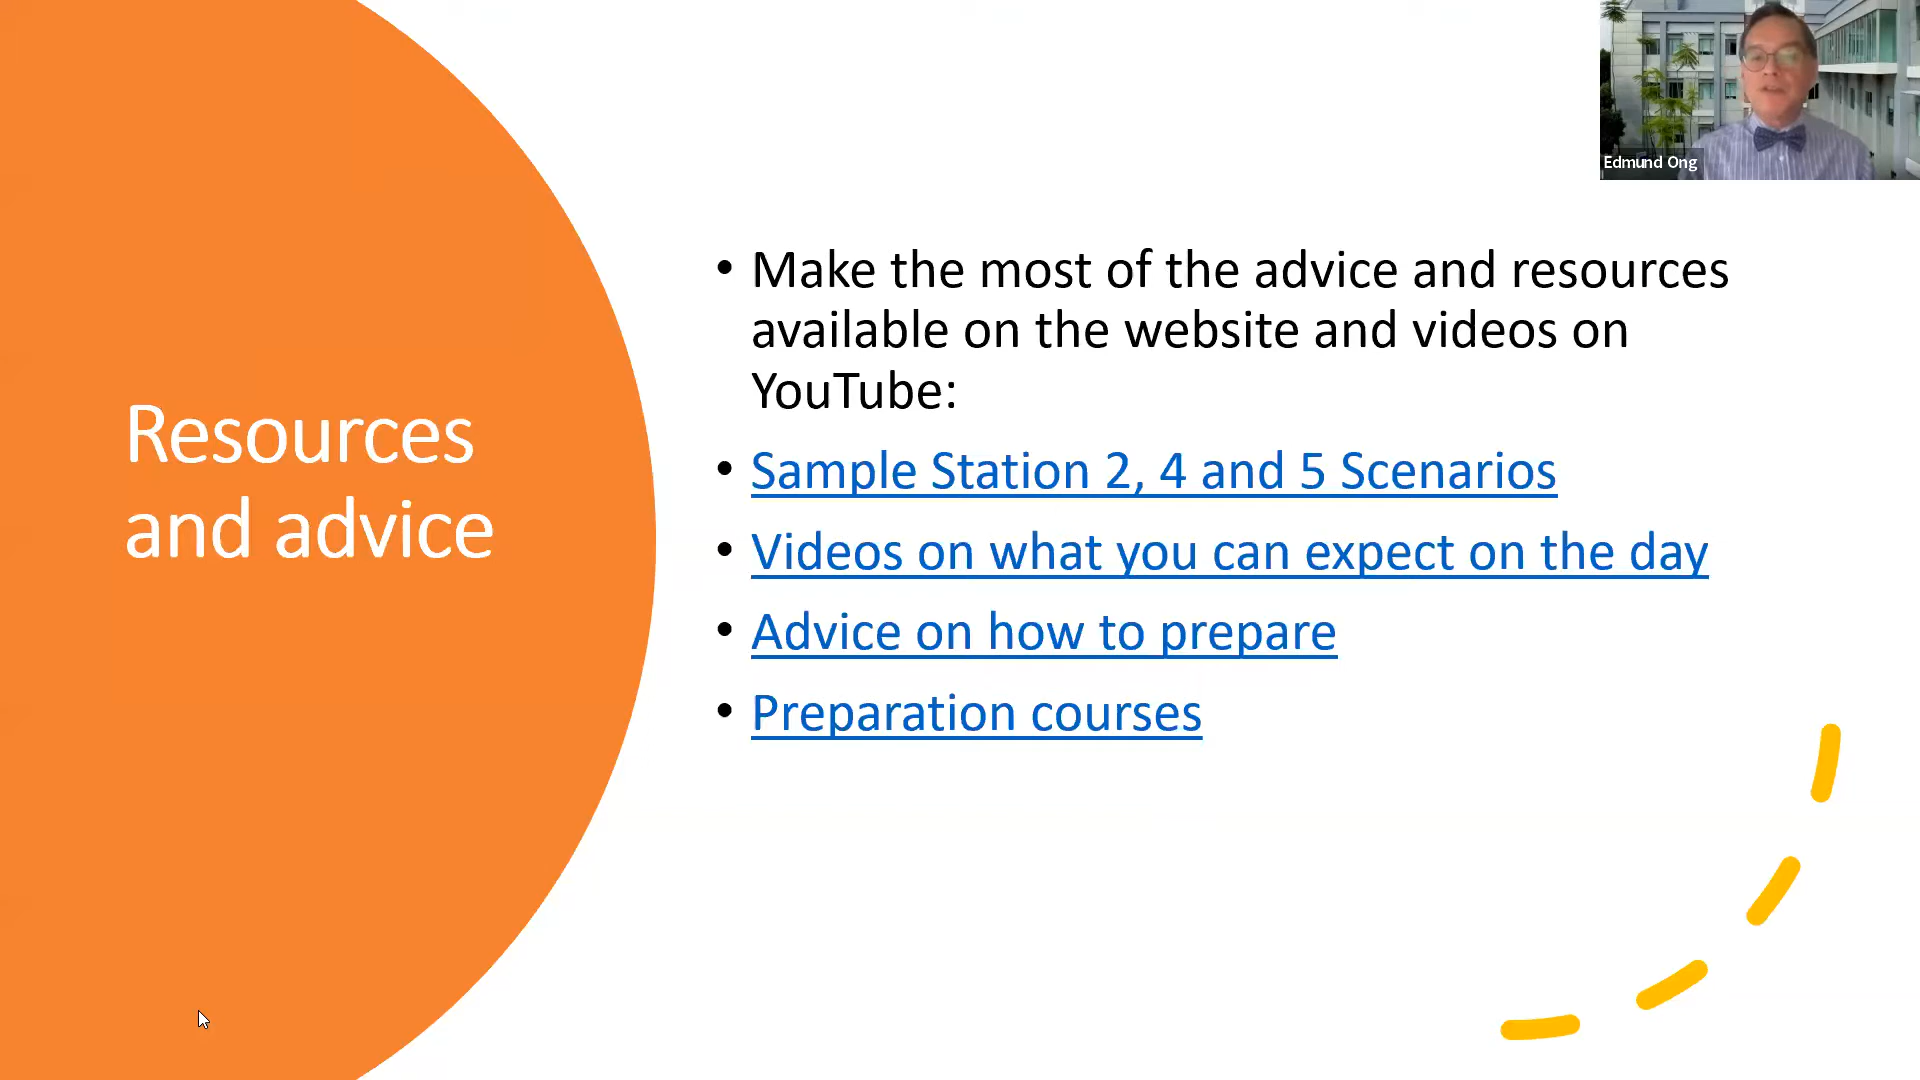 Edmund Ong
Resources
and advice
• Make the most of the advice and resources
available on the website and videos on
YouTube:
• Sample Station 2, 4 and 5 Scenarios
• Videos on what you can expect on the day
• Advice on how to prepare
• Preparation courses